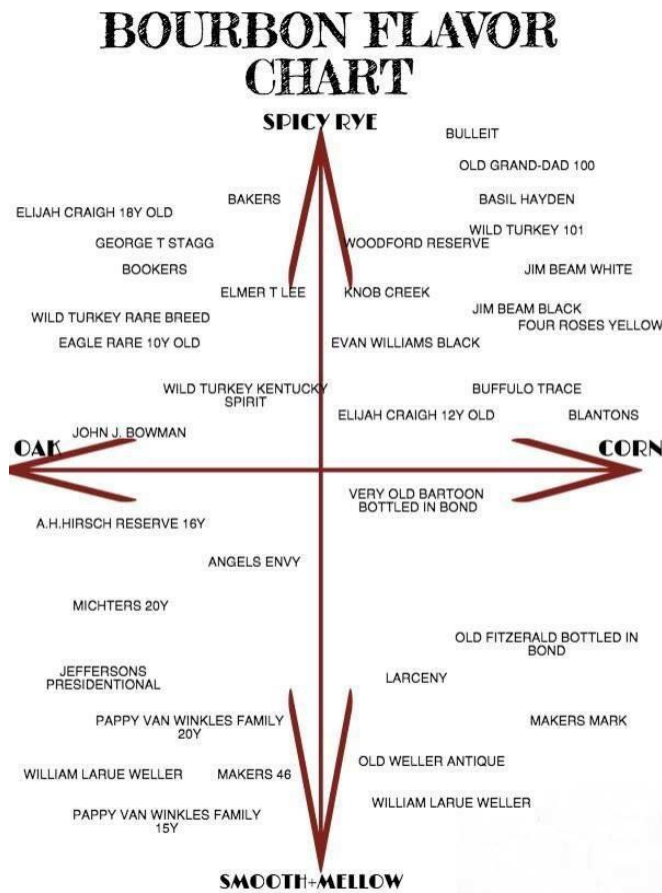 BOURBON FLAVOR
CHART
SPICY RYE
BULLEIT
OLD GRAND-DAD 100
BAKERS
BASIL HAYDEN
ELIJAH CRAIGH 18Y OLD
WILD TURKEY 101
GEORGE T STAGG
WOODFORD RESERVE
BOOKERS
JIM BEAM WHITE
ELMER T LEE
KNOB CREEK
JIM BEAM BLACK
WILD TURKEY RARE BREED
FOUR ROSES YELLOW
EAGLE RARE 10Y OLD
EVAN WILLIAMS BLACK
WILD TURKEY KENTUCKY
SPIRIT
BUFFULO TRACE
ELIJAH CRAIGH 12Y OLD
BLANTONS
JOHN J. BOWMAN
OAK
CORN
VERY OLD BARTOON
BOTTLED IN BOND
A.H.HIRSCH RESERVE 16Y
ANGELS ENVY
MICHTERS 20Y
OLD FITZERALD BOTTLED IN
BOND
JEFFERSONS
PRESIDENTIONAL
LARCENY
PAPPY VAN WINKLES FAMILY
20Y
MAKERS MARK
OLD WELLER ANTIQUE
WILLIAM LARUE WELLER
MAKERS 46
WILLIAM LARUE WELLER
PAPPY VAN WINKLES FAMILY
15Y
SMOOTH+MELLOW